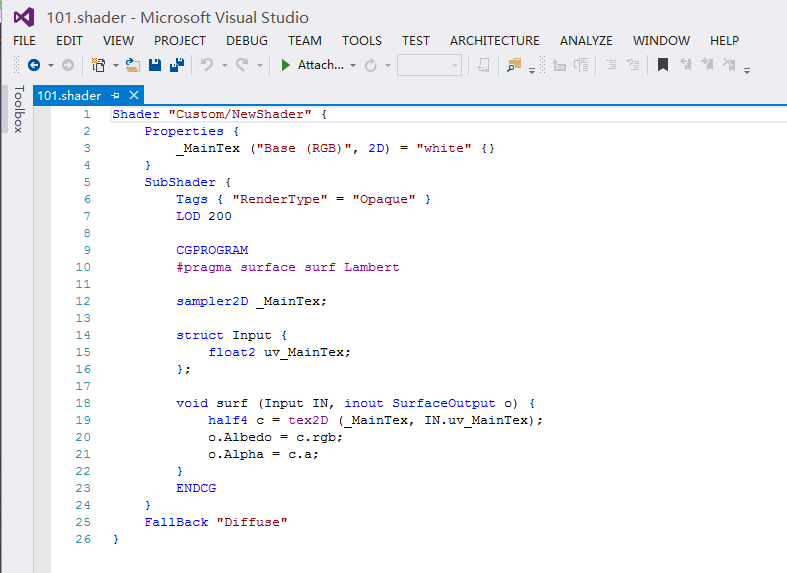 101.shader - Microsoft Visual Studio
FILE EDIT VIEW PROJECT DEBUG TEAM TOOLS TEST ARCHITECTURE ANALYZE WINDOW HELP
Attach...
Toolbox
101.shader
1 Shader "Custom/NewShader" {
2     Properties {
3         _MainTex ("Base (RGB)", 2D) = "white" {}
4     }
5     SubShader {
6         Tags { "RenderType" = "Opaque" }
7         LOD 200
8
9         CGPROGRAM
10         #pragma surface surf Lambert
11
12         sampler2D _MainTex;
13
14         struct Input {
15             float2 uv_MainTex;
16         };
17
18         void surf (Input IN, inout SurfaceOutput o) {
19             half4 c = tex2D (_MainTex, IN.uv_MainTex);
20             o.Albedo = c.rgb;
21             o.Alpha = c.a;
22         }
23         ENDCG
24     }
25     FallBack "Diffuse"
26 }